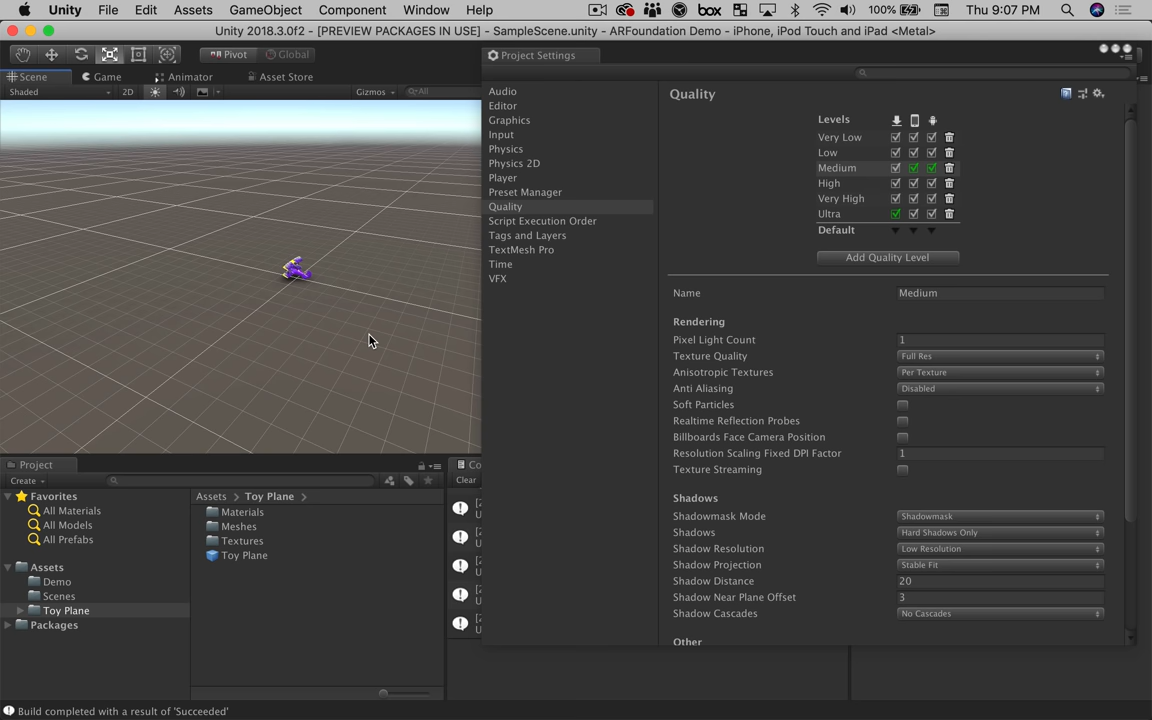 Unity File Edit Assets GameObject Component Window Help box 100% Thu 9:07 PM
Unity 2018.3.0f2 - [PREVIEW PACKAGES IN USE] - SampleScene.unity - ARFoundation Demo - iPhone, iPod Touch and iPad <Metal>
Pivot Global
Project Settings
Scene Game Animator Asset Store
Shaded 2D Gizmos All
Audio
Editor
Graphics
Input
Physics
Physics 2D
Player
Preset Manager
Quality
Script Execution Order
Tags and Layers
TextMesh Pro
Time
VFX
Quality
Levels
Very Low
Low
Medium
High
Very High
Ultra
Default
Add Quality Level
Name Medium
Rendering
Pixel Light Count 1
Texture Quality Full Res
Anisotropic Textures Per Texture
Anti Aliasing Disabled
Soft Particles
Realtime Reflection Probes
Billboards Face Camera Position
Resolution Scaling Fixed DPI Factor 1
Texture Streaming
Shadows
Shadowmask Mode Shadowmask
Shadows Hard Shadows Only
Shadow Resolution Low Resolution
Shadow Projection Stable Fit
Shadow Distance 20
Shadow Near Plane Offset 3
Shadow Cascades No Cascades
Other
Project
Create
Favorites
All Materials
All Models
All Prefabs
Assets
Demo
Scenes
Toy Plane
Packages
Assets > Toy Plane >
Materials
Meshes
Textures
Toy Plane
Co
Clear
Build completed with a result of 'Succeeded'